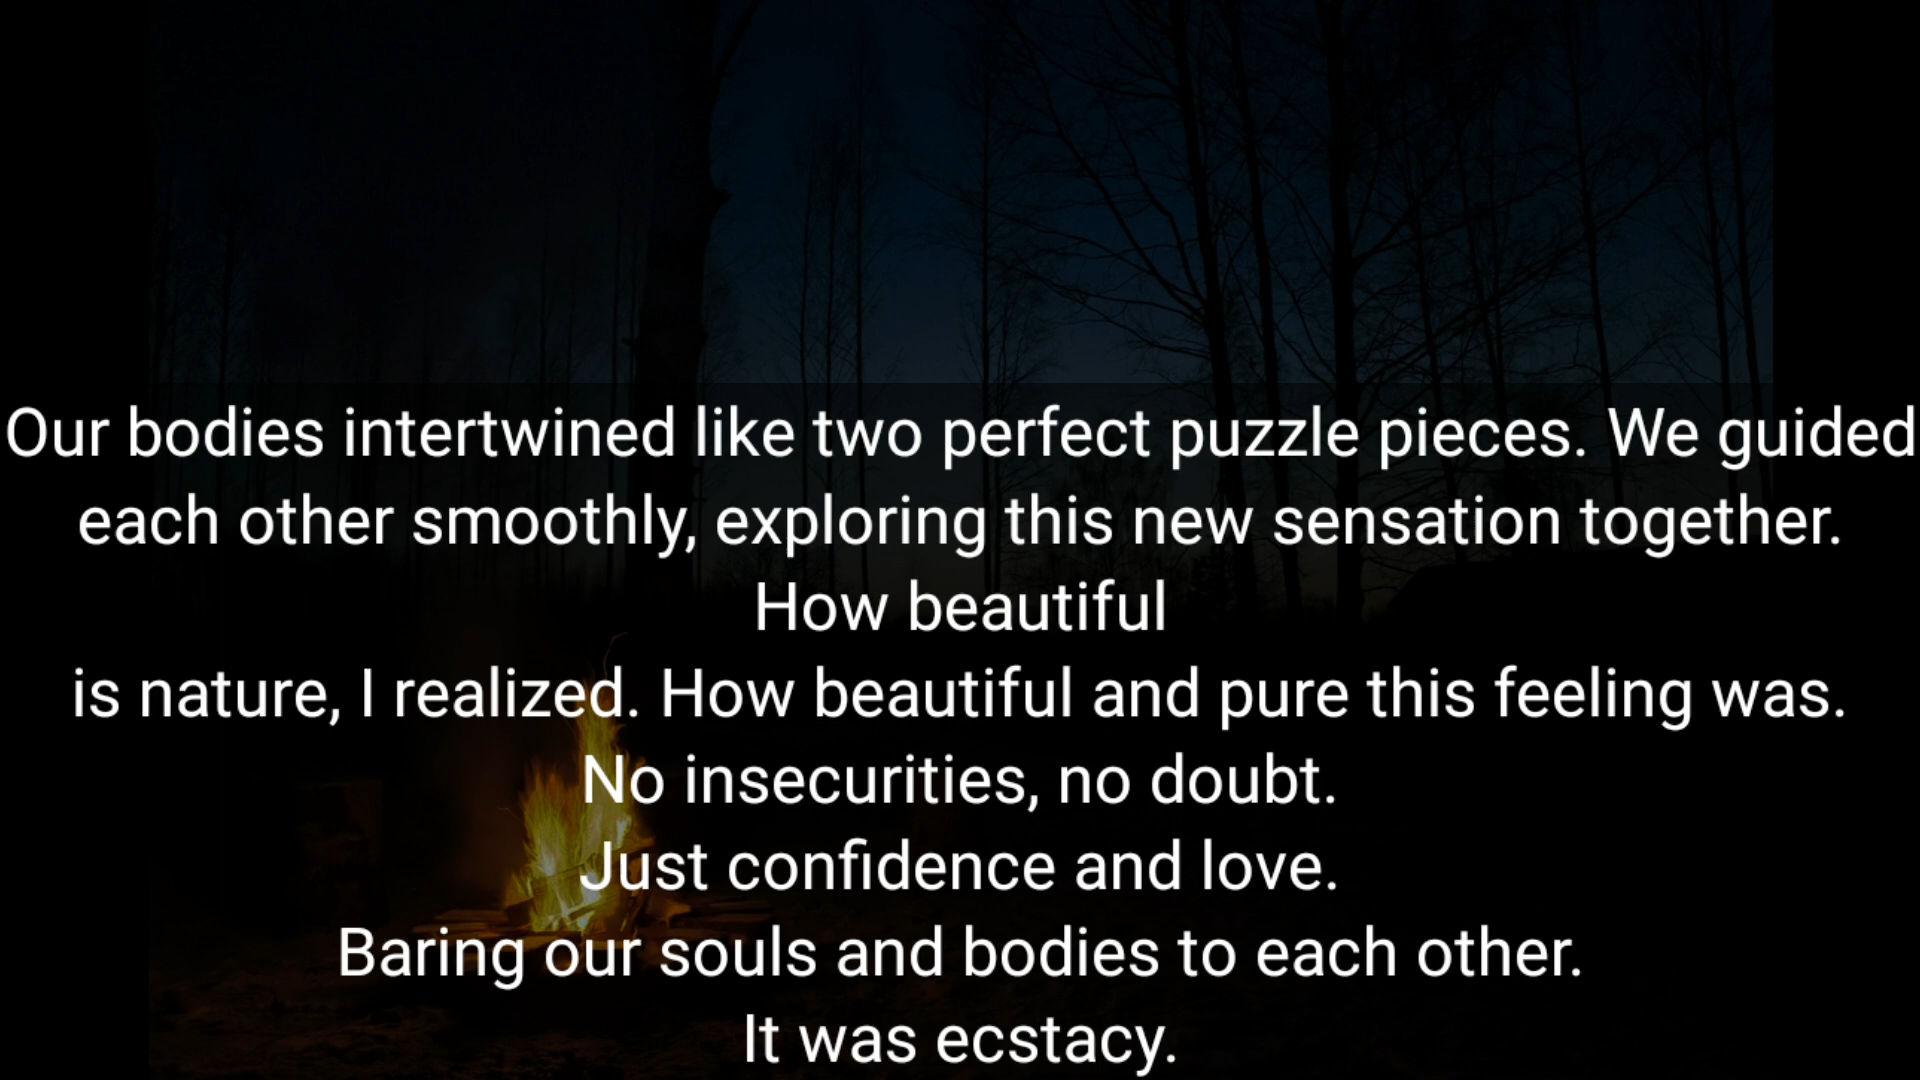 Our bodies intertwined like two perfect puzzle pieces. We guided
each other smoothly, exploring this new sensation together.
How beautiful
is nature, I realized. How beautiful and pure this feeling was.
No insecurities, no doubt.
Just confidence and love.
Baring our souls and bodies to each other.
It was ecstacy.